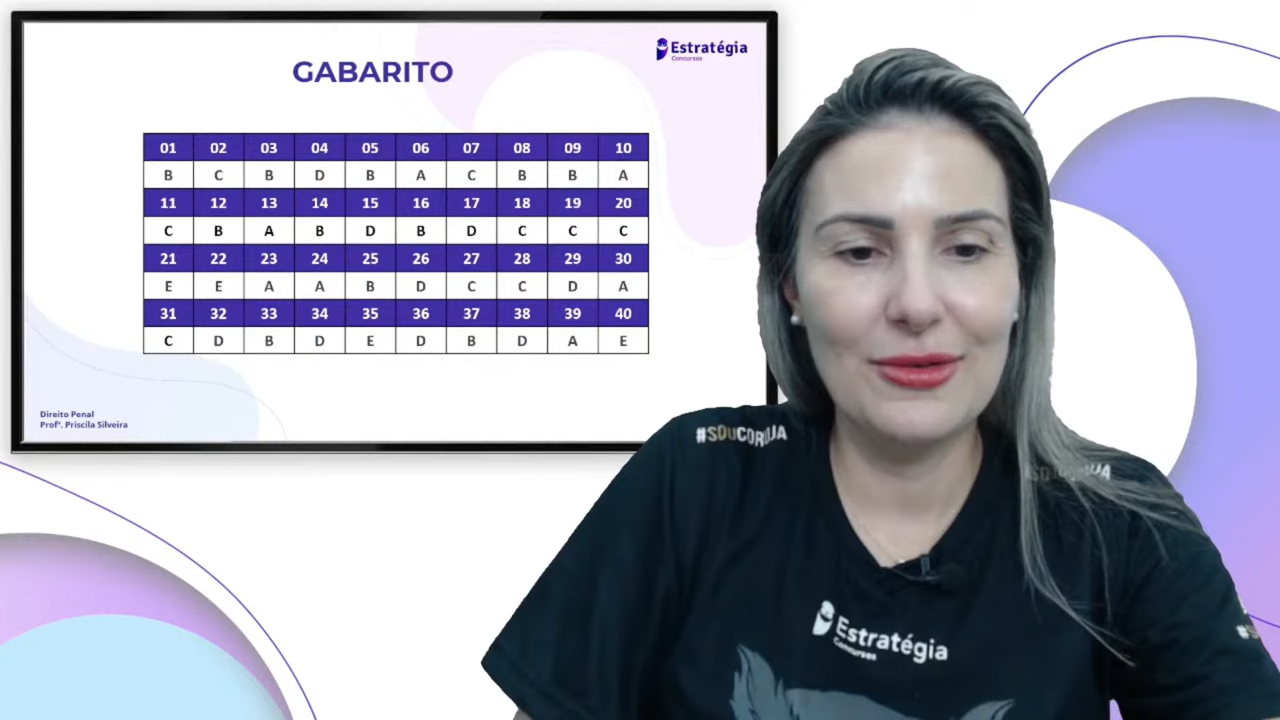 Estratégia
Concursos
GABARITO
01 02 03 04 05 06 07 08 09 10
B C B D B A C B B A
11 12 13 14 15 16 17 18 19 20
C B A B D B D C C C
21 22 23 24 25 26 27 28 29 30
E E A A B D C C D A
31 32 33 34 35 36 37 38 39 40
C D B D E D B D A E
Direito Penal
Profª. Priscila Silveira
#SOUCORUJA
Estratégia
Concursos